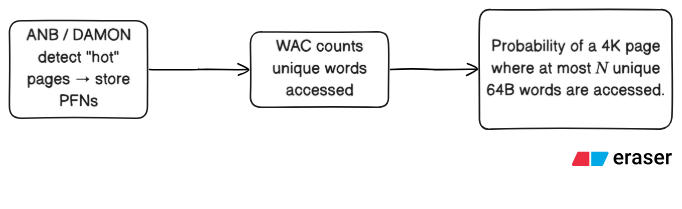 ANB / DAMON
detect "hot"
pages → store
PFNs
WAC counts
unique words
accessed
Probability of a 4K page
where at most N unique
64B words are accessed.
eraser